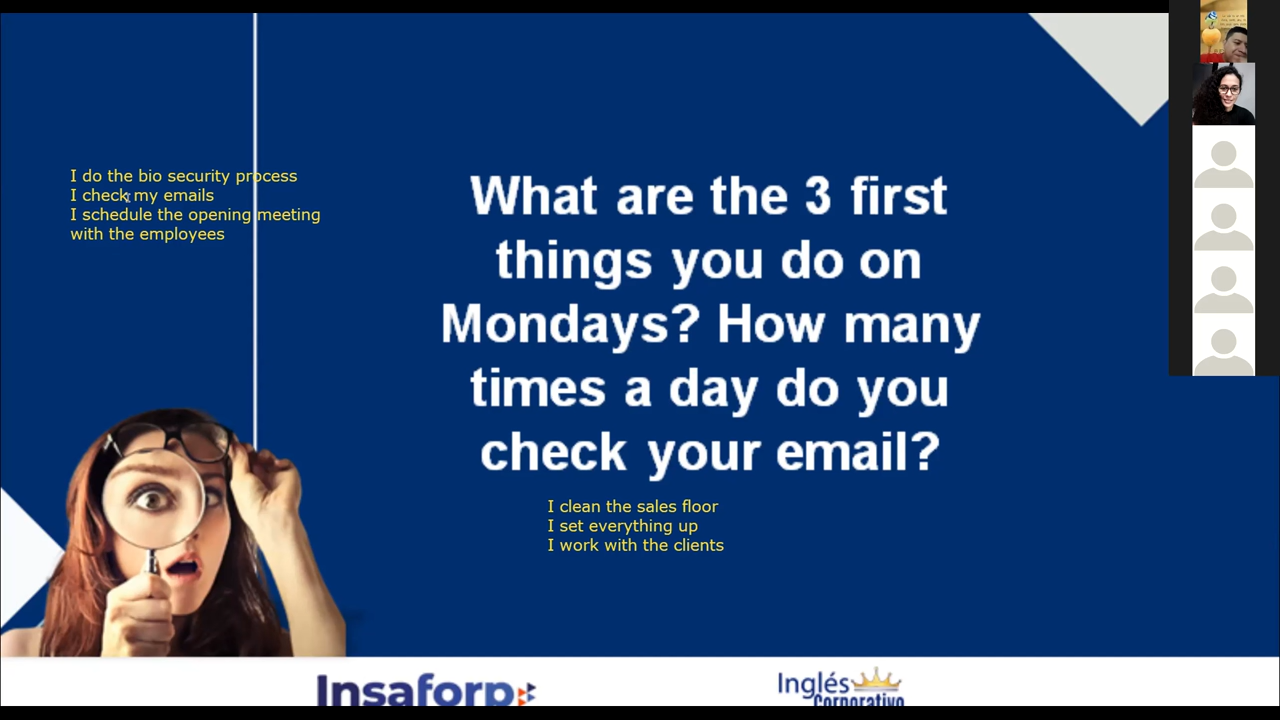 I do the bio security process
I check my emails
I schedule the opening meeting
with the employees
What are the 3 first
things you do on
Mondays? How many
times a day do you
check your email?
I clean the sales floor
I set everything up
I work with the clients
Insaforp
Inglés
Corporativo